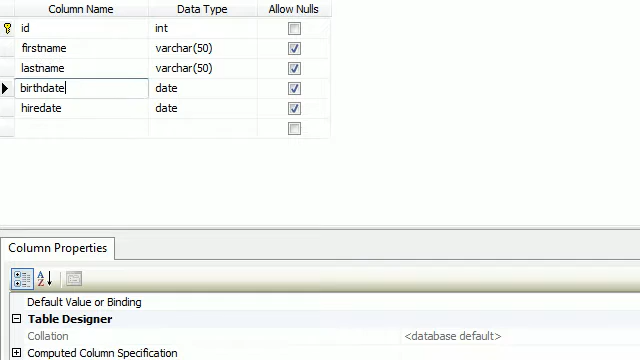 Column Name Data Type Allow Nulls
id int
firstname varchar(50)
lastname varchar(50)
birthdate date
hiredate date
Column Properties
Default Value or Binding
Table Designer
Collation <database default>
Computed Column Specification